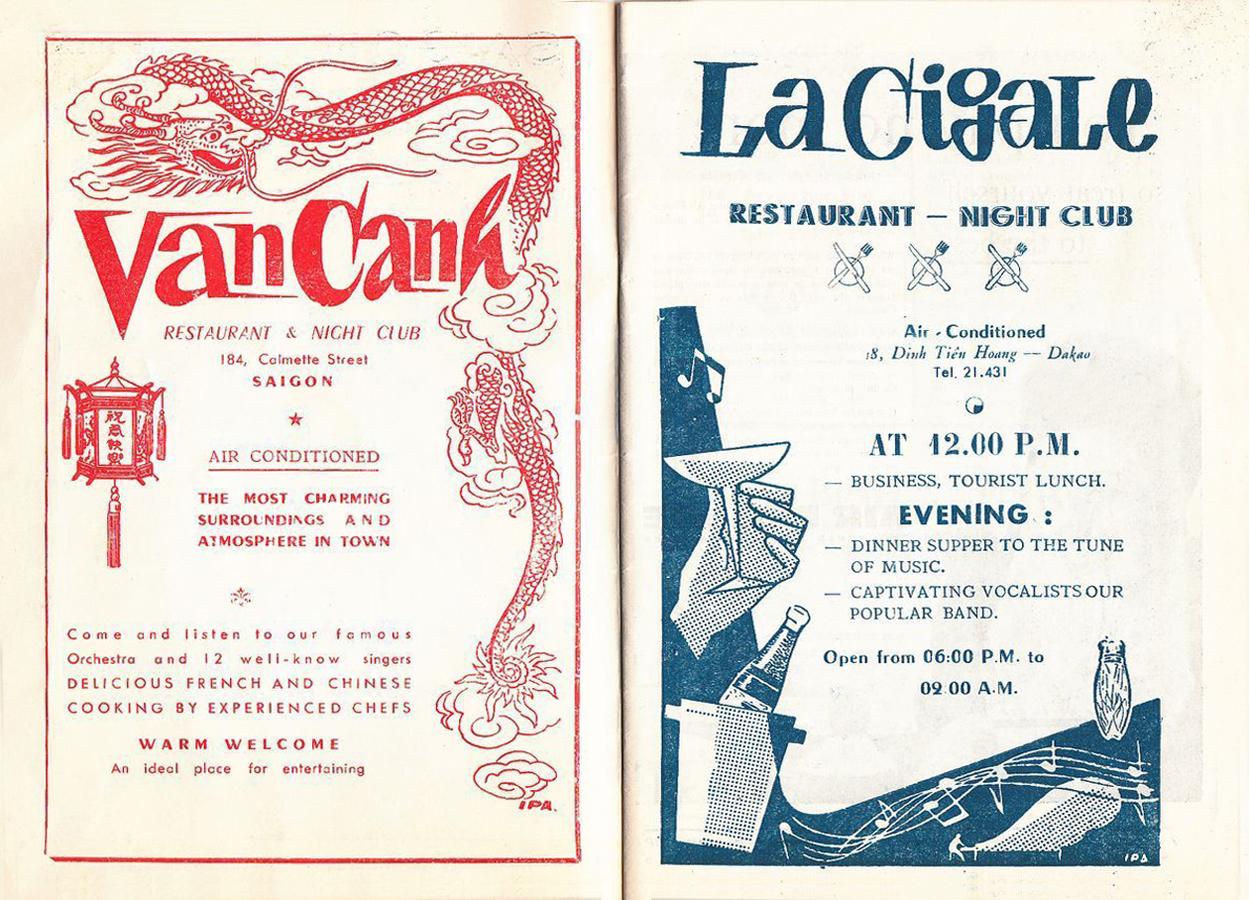 Van Canh
RESTAURANT & NIGHT CLUB
184, Calmette Street
SAIGON
AIR CONDITIONED
THE MOST CHARMING
SURROUNDINGS AND
ATMOSPHERE IN TOWN
Come and listen to our famous
Orchestra and 12 well-know singers
DELICIOUS FRENCH AND CHINESE
COOKING BY EXPERIENCED CHEFS
WARM WELCOME
An ideal place for entertaining
IPA.
La Cigale
RESTAURANT — NIGHT CLUB
Air - Conditioned
Dinh Tiên Hoang — Dakao
Tel. 21.431
AT 12.00 P.M.
— BUSINESS, TOURIST LUNCH.
EVENING :
— DINNER SUPPER TO THE TUNE
OF MUSIC.
— CAPTIVATING VOCALISTS OUR
POPULAR BAND.
Open from 06:00 P.M. to
02.00 A.M.
IPA